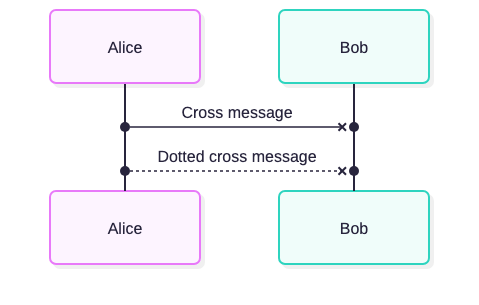 Alice
Bob
Cross message
Dotted cross message
Alice
Bob